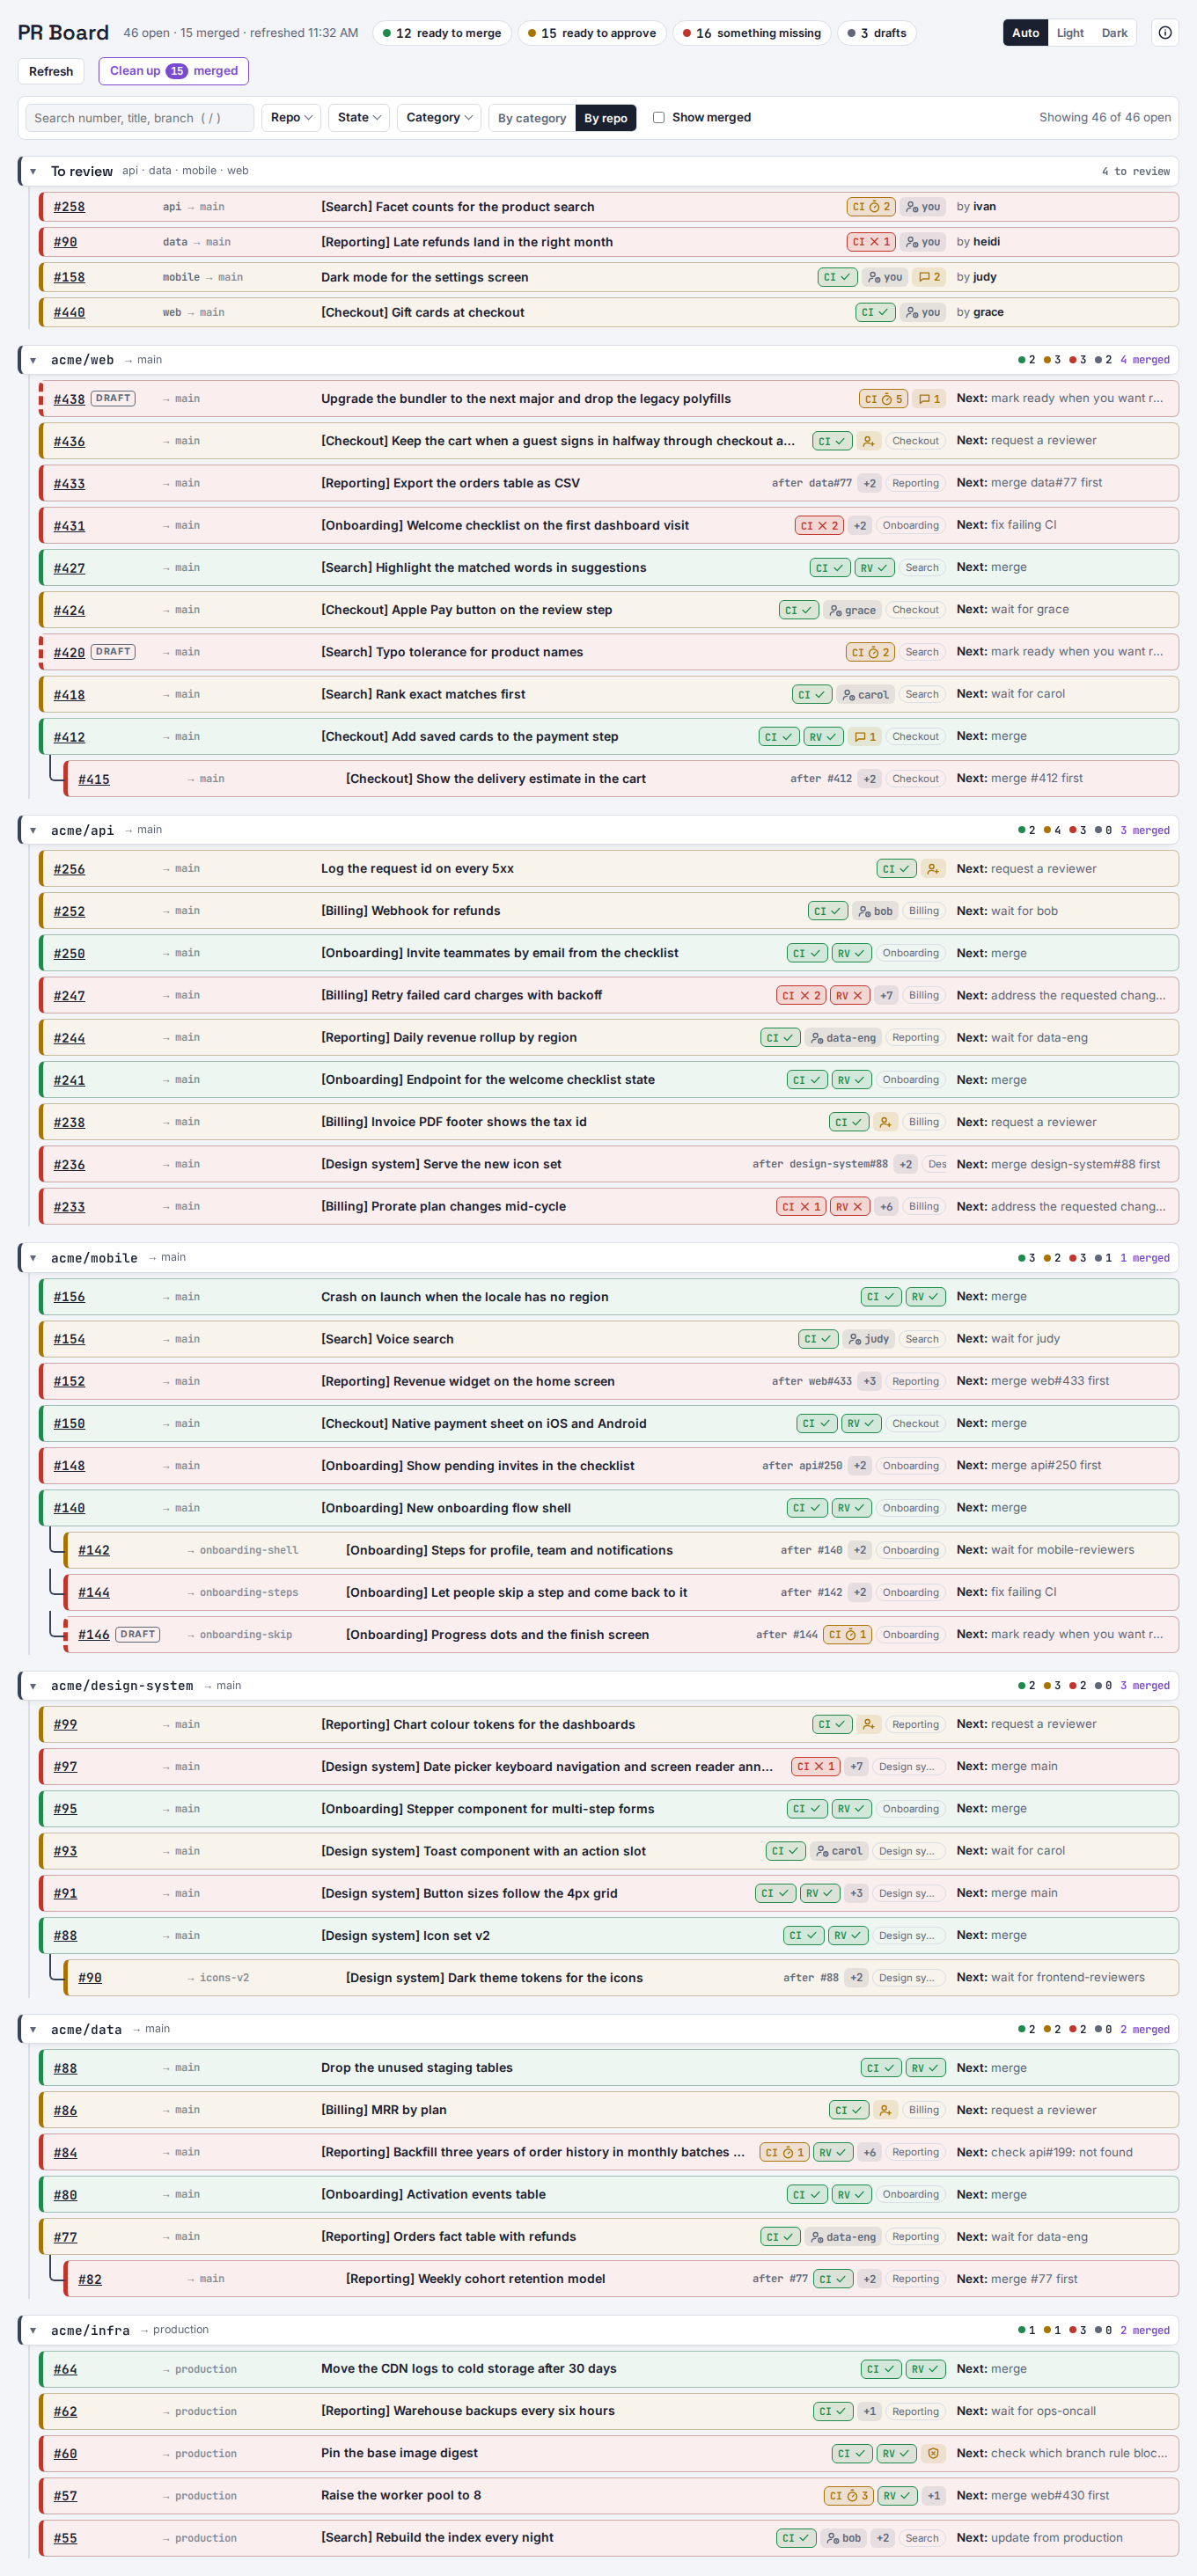 PR Board 46 open · 15 merged · refreshed 11:32 AM 12 ready to merge 15 ready to approve 16 something missing 3 drafts Auto Light Dark
Refresh Clean up 15 merged
Search number, title, branch ( / ) Repo State Category By category By repo Show merged Showing 46 of 46 open
To review api · data · mobile · web 4 to review
#258 api → main [Search] Facet counts for the product search CI 2 you by ivan
#90 data → main [Reporting] Late refunds land in the right month CI 1 you by heidi
#158 mobile → main Dark mode for the settings screen CI you 2 by judy
#440 web → main [Checkout] Gift cards at checkout CI you by grace
acme/web → main 2 3 3 2 4 merged
#438 DRAFT → main Upgrade the bundler to the next major and drop the legacy polyfills CI 5 1 Next: mark ready when you want r...
#436 → main [Checkout] Keep the cart when a guest signs in halfway through checkout a... CI Checkout Next: request a reviewer
#433 → main [Reporting] Export the orders table as CSV after data#77 +2 Reporting Next: merge data#77 first
#431 → main [Onboarding] Welcome checklist on the first dashboard visit CI 2 +2 Onboarding Next: fix failing CI
#427 → main [Search] Highlight the matched words in suggestions CI RV Search Next: merge
#424 → main [Checkout] Apple Pay button on the review step CI grace Checkout Next: wait for grace
#420 DRAFT → main [Search] Typo tolerance for product names CI 2 Search Next: mark ready when you want r...
#418 → main [Search] Rank exact matches first CI carol Search Next: wait for carol
#412 → main [Checkout] Add saved cards to the payment step CI RV 1 Checkout Next: merge
#415 → main [Checkout] Show the delivery estimate in the cart after #412 +2 Checkout Next: merge #412 first
acme/api → main 2 4 3 0 3 merged
#256 → main Log the request id on every 5xx CI Next: request a reviewer
#252 → main [Billing] Webhook for refunds CI bob Billing Next: wait for bob
#250 → main [Onboarding] Invite teammates by email from the checklist CI RV Onboarding Next: merge
#247 → main [Billing] Retry failed card charges with backoff CI 2 RV +7 Billing Next: address the requested chang...
#244 → main [Reporting] Daily revenue rollup by region CI data-eng Reporting Next: wait for data-eng
#241 → main [Onboarding] Endpoint for the welcome checklist state CI RV Onboarding Next: merge
#238 → main [Billing] Invoice PDF footer shows the tax id CI Billing Next: request a reviewer
#236 → main [Design system] Serve the new icon set after design-system#88 +2 Des Next: merge design-system#88 first
#233 → main [Billing] Prorate plan changes mid-cycle CI 1 RV +6 Billing Next: address the requested chang...
acme/mobile → main 3 2 3 1 1 merged
#156 → main Crash on launch when the locale has no region CI RV Next: merge
#154 → main [Search] Voice search CI judy Search Next: wait for judy
#152 → main [Reporting] Revenue widget on the home screen after web#433 +3 Reporting Next: merge web#433 first
#150 → main [Checkout] Native payment sheet on iOS and Android CI RV Checkout Next: merge
#148 → main [Onboarding] Show pending invites in the checklist after api#250 +2 Onboarding Next: merge api#250 first
#140 → main [Onboarding] New onboarding flow shell CI RV Onboarding Next: merge
#142 → onboarding-shell [Onboarding] Steps for profile, team and notifications after #140 +2 Onboarding Next: wait for mobile-reviewers
#144 → onboarding-steps [Onboarding] Let people skip a step and come back to it after #142 +2 Onboarding Next: fix failing CI
#146 DRAFT → onboarding-skip [Onboarding] Progress dots and the finish screen after #144 CI 1 Onboarding Next: mark ready when you want r...
acme/design-system → main 2 3 2 0 3 merged
#99 → main [Reporting] Chart colour tokens for the dashboards CI Reporting Next: request a reviewer
#97 → main [Design system] Date picker keyboard navigation and screen reader ann... CI 1 +7 Design sy... Next: merge main
#95 → main [Onboarding] Stepper component for multi-step forms CI RV Onboarding Next: merge
#93 → main [Design system] Toast component with an action slot CI carol Design sy... Next: wait for carol
#91 → main [Design system] Button sizes follow the 4px grid CI RV +3 Design sy... Next: merge main
#88 → main [Design system] Icon set v2 CI RV Design sy... Next: merge
#90 → icons-v2 [Design system] Dark theme tokens for the icons after #88 +2 Design sy... Next: wait for frontend-reviewers
acme/data → main 2 2 2 0 2 merged
#88 → main Drop the unused staging tables CI RV Next: merge
#86 → main [Billing] MRR by plan CI Billing Next: request a reviewer
#84 → main [Reporting] Backfill three years of order history in monthly batches ... CI 1 RV +6 Reporting Next: check api#199: not found
#80 → main [Onboarding] Activation events table CI RV Onboarding Next: merge
#77 → main [Reporting] Orders fact table with refunds CI data-eng Reporting Next: wait for data-eng
#82 → main [Reporting] Weekly cohort retention model after #77 CI +2 Reporting Next: merge #77 first
acme/infra → production 1 1 3 0 2 merged
#64 → production Move the CDN logs to cold storage after 30 days CI RV Next: merge
#62 → production [Reporting] Warehouse backups every six hours CI +1 Reporting Next: wait for ops-oncall
#60 → production Pin the base image digest CI RV Next: check which branch rule bloc...
#57 → production Raise the worker pool to 8 CI 3 RV +1 Next: merge web#430 first
#55 → production [Search] Rebuild the index every night CI bob +2 Search Next: update from production